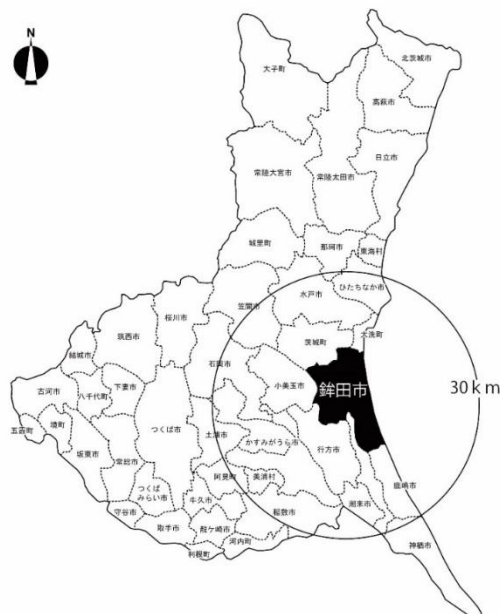 N
北茨城市
大子町
高萩市
日立市
常陸大宮市
常陸太田市
城里町
那珂市
東海村
ひたちなか市
水戸市
笠間市
桜川市
大洗町
茨城町
筑西市
結城市
石岡市
下妻市
小美玉市
鉾田市
30km
古河市
八千代町
五霞町
境町
つくば市
土浦市
かすみがうら市
行方市
坂東市
常総市
阿見町
美浦村
鹿嶋市
つくば
みらい市
牛久市
稲敷市
潮来市
守谷市
取手市
龍ケ崎市
河内町
利根町
神栖市